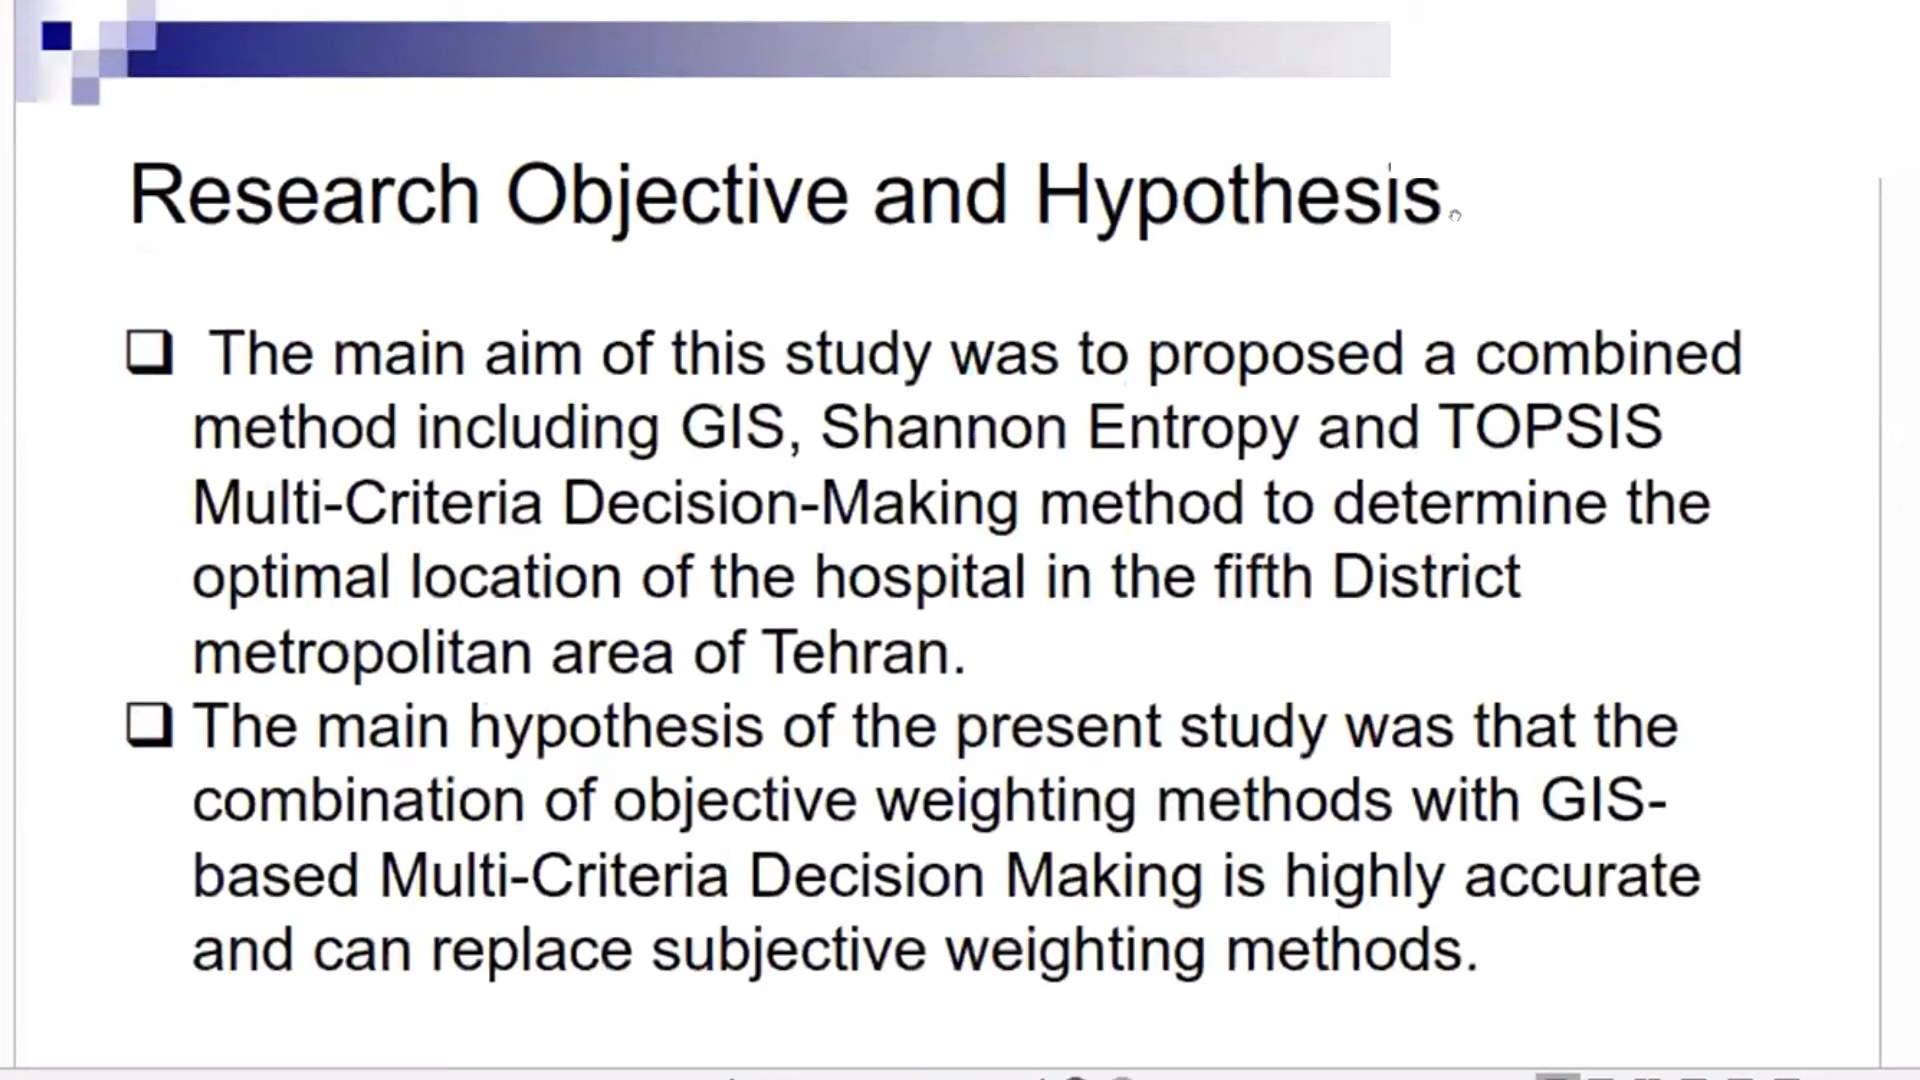 Research Objective and Hypothesis
❑ The main aim of this study was to proposed a combined
method including GIS, Shannon Entropy and TOPSIS
Multi-Criteria Decision-Making method to determine the
optimal location of the hospital in the fifth District
metropolitan area of Tehran.
❑ The main hypothesis of the present study was that the
combination of objective weighting methods with GIS-
based Multi-Criteria Decision Making is highly accurate
and can replace subjective weighting methods.